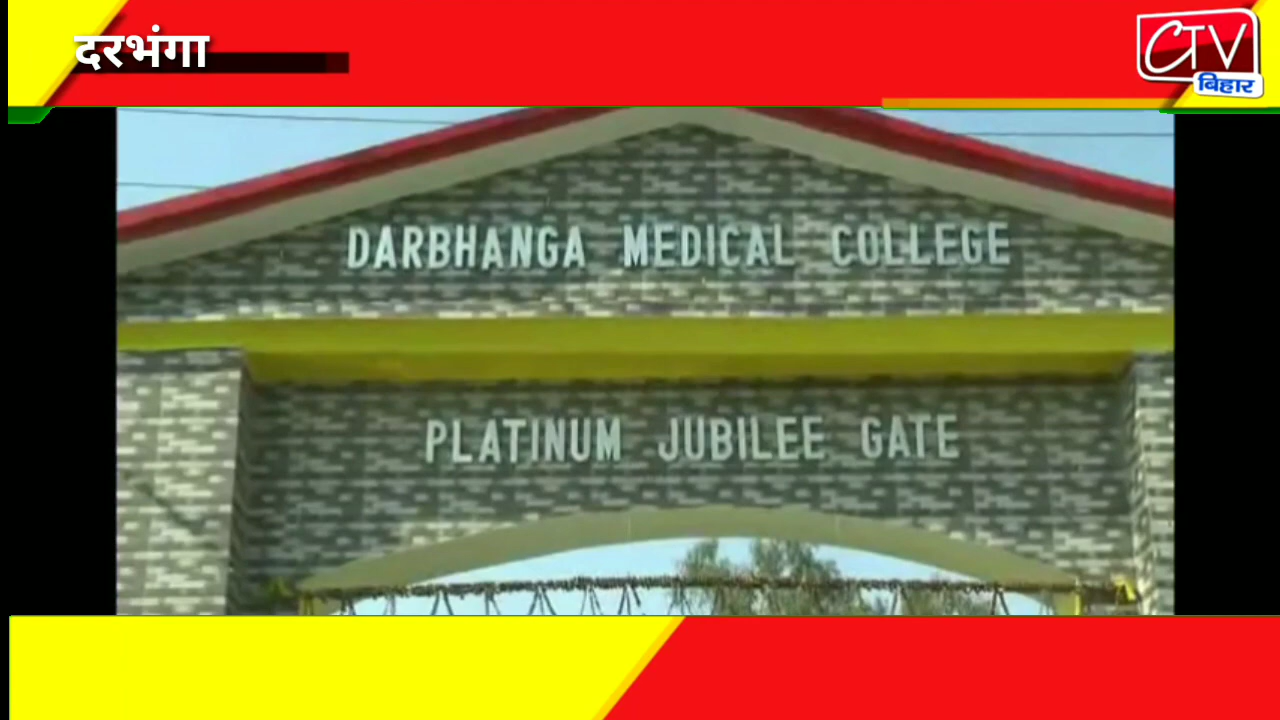 दरभंगा
CTV
बिहार
DARBHANGA MEDICAL COLLEGE
PLATINUM JUBILEE GATE